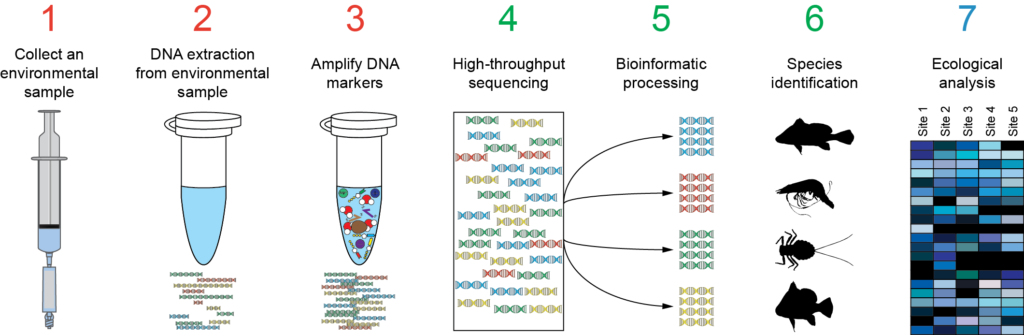 1
Collect an
environmental
sample
2
DNA extraction
from environmental
sample
3
Amplify DNA
markers
4
High-throughput
sequencing
5
Bioinformatic
processing
6
Species
identification
7
Ecological
analysis
Site 1
Site 2
Site 3
Site 4
Site 5